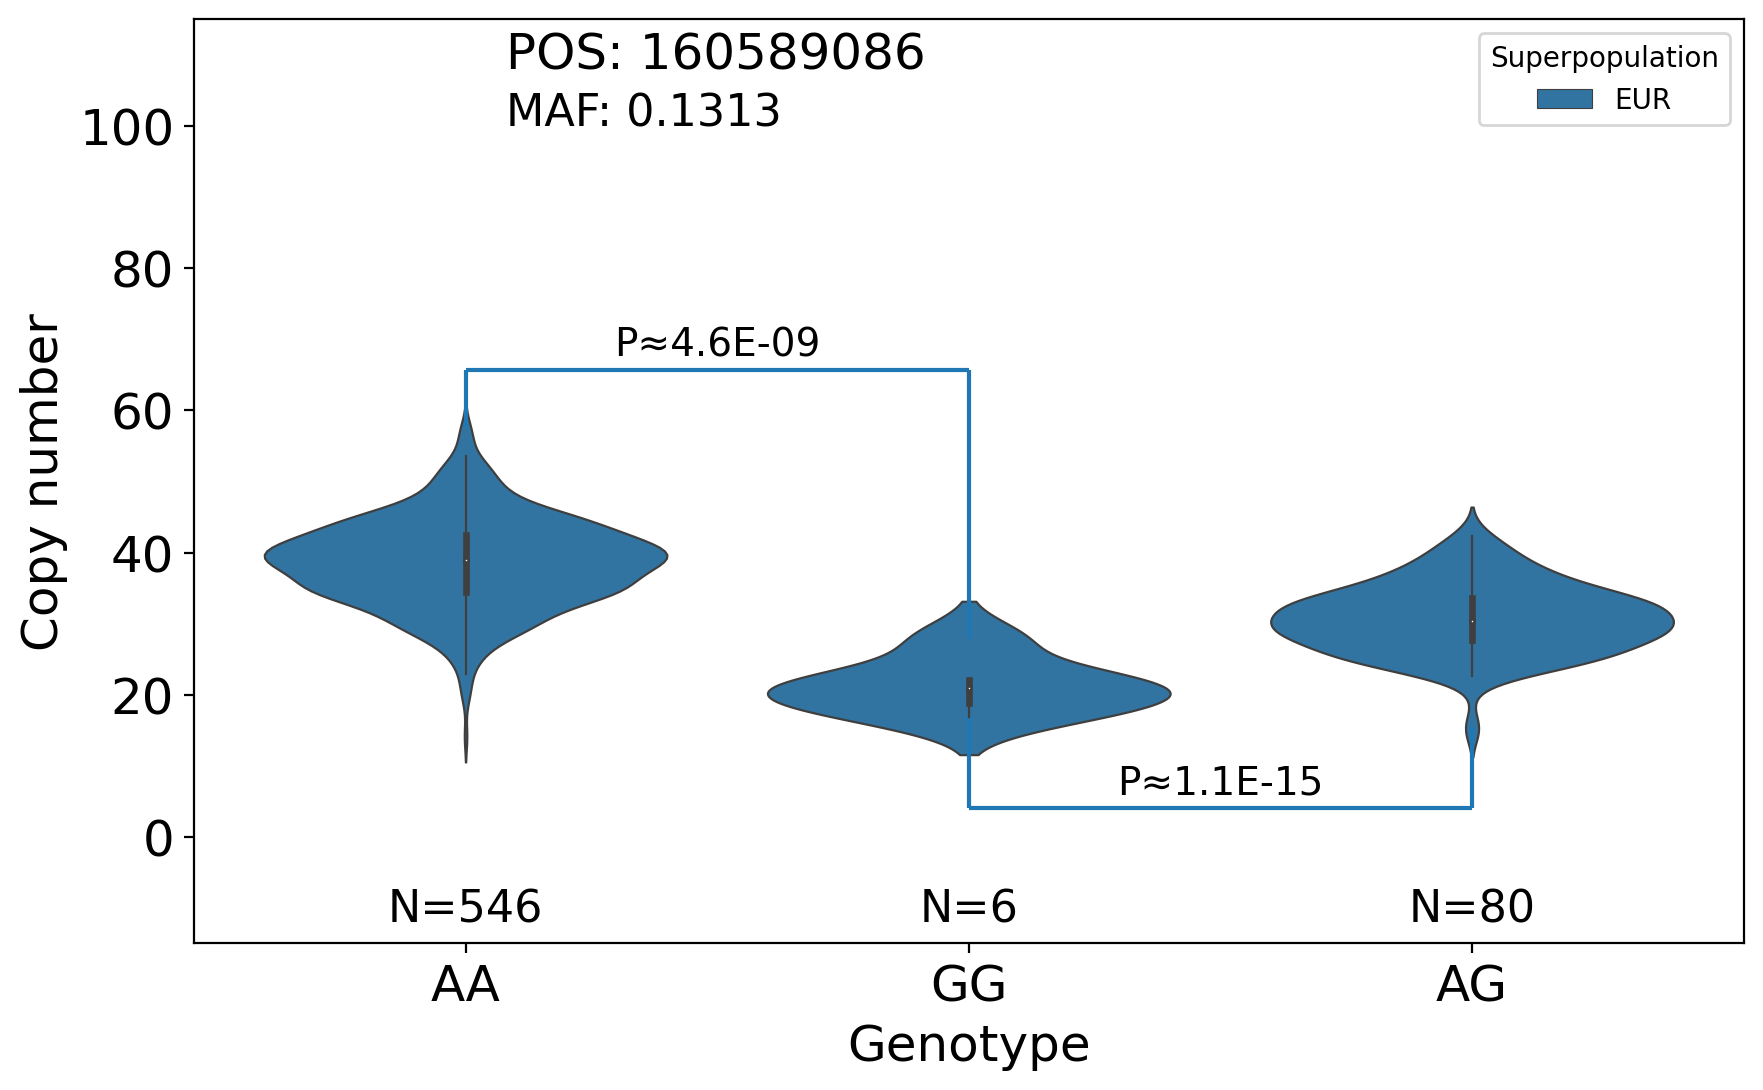 POS: 160589086
MAF: 0.1313
Superpopulation
EUR
100
80
60
40
20
0
Copy number
P≈4.6E-09
P≈1.1E-15
N=546
N=6
N=80
AA
GG
AG
Genotype